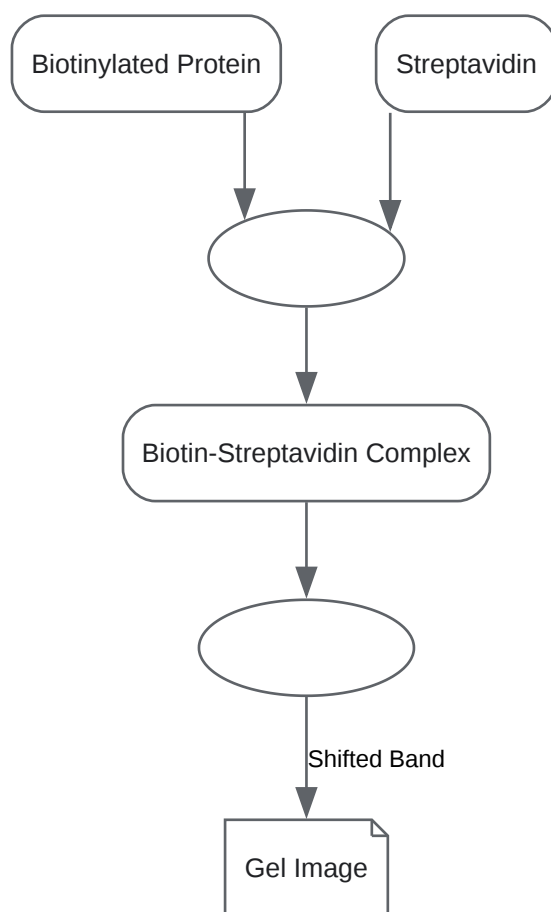 Biotinylated Protein
Streptavidin
Biotin-Streptavidin Complex
Shifted Band
Gel Image